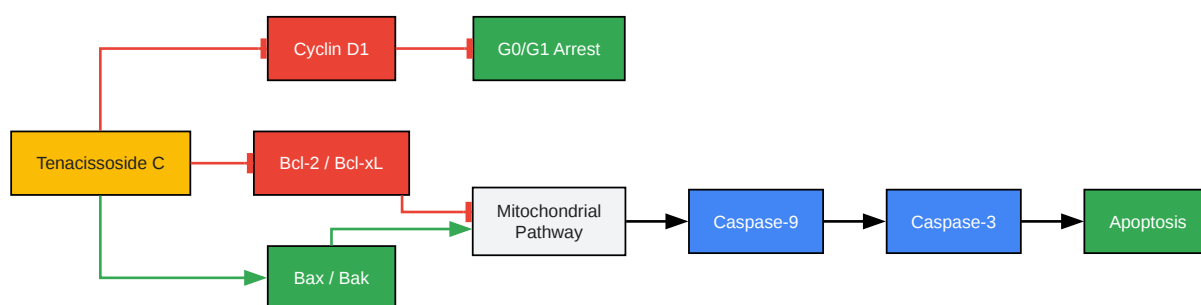 Cyclin D1
G0/G1 Arrest
Tenacissoside C
Bcl-2 / Bcl-xL
Mitochondrial
Pathway
Caspase-9
Caspase-3
Apoptosis
Bax / Bak